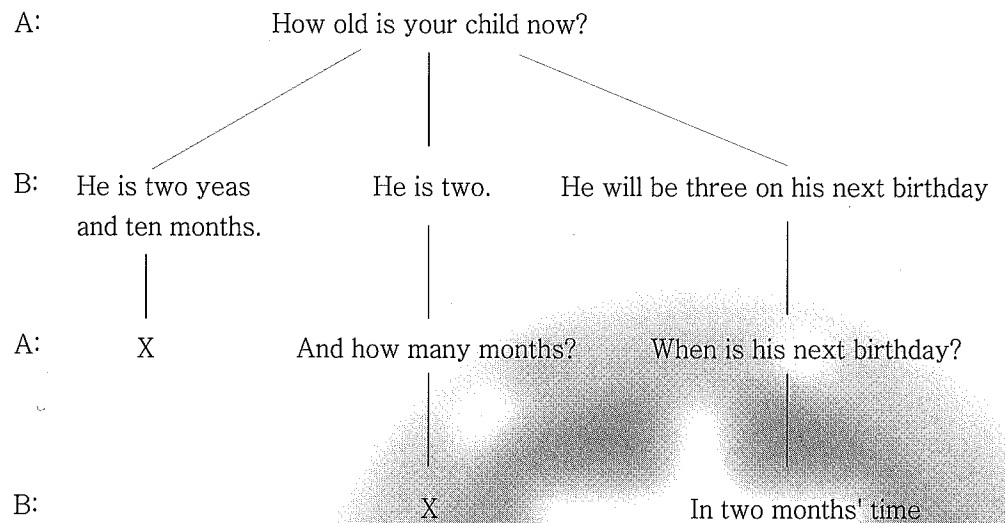 A: How old is your child now?
B: He is two yeas He is two. He will be three on his next birthday
and ten months.
A: X And how many months? When is his next birthday?
B: X In two months' time